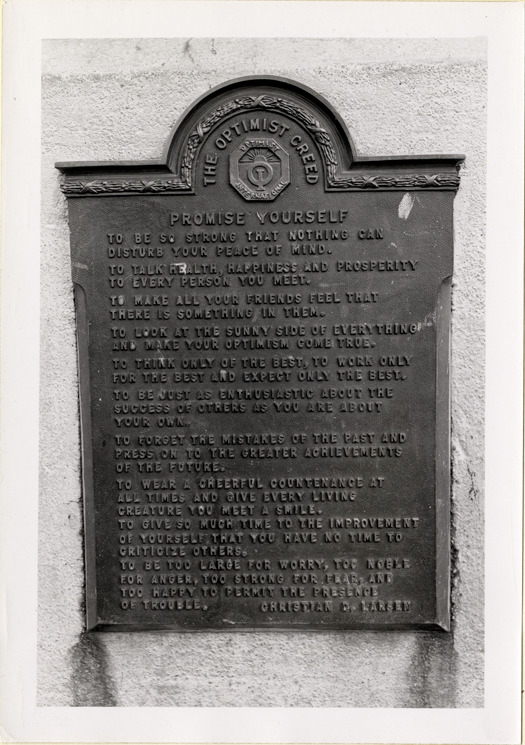 THE OPTIMIST CREED
OPTIMIST
INTERNATIONAL
PROMISE YOURSELF
TO BE SO STRONG THAT NOTHING CAN
DISTURB YOUR PEACE OF MIND.
TO TALK HEALTH, HAPPINESS AND PROSPERITY
TO EVERY PERSON YOU MEET.
TO MAKE ALL YOUR FRIENDS FEEL THAT
THERE IS SOMETHING IN THEM.
TO LOOK AT THE SUNNY SIDE OF EVERYTHING
AND MAKE YOUR OPTIMISM COME TRUE.
TO THINK ONLY OF THE BEST, TO WORK ONLY
FOR THE BEST AND EXPECT ONLY THE BEST.
TO BE JUST AS ENTHUSIASTIC ABOUT THE
SUCCESS OF OTHERS AS YOU ARE ABOUT
YOUR OWN.
TO FORGET THE MISTAKES OF THE PAST AND
PRESS ON TO THE GREATER ACHIEVEMENTS
OF THE FUTURE.
TO WEAR A CHEERFUL COUNTENANCE AT
ALL TIMES AND GIVE EVERY LIVING
CREATURE YOU MEET A SMILE.
TO GIVE SO MUCH TIME TO THE IMPROVEMENT
OF YOURSELF THAT YOU HAVE NO TIME TO
CRITICIZE OTHERS.
TO BE TOO LARGE FOR WORRY, TOO NOBLE
FOR ANGER, TOO STRONG FOR FEAR, AND
TOO HAPPY TO PERMIT THE PRESENCE
OF TROUBLE. CHRISTIAN D. LARSEN